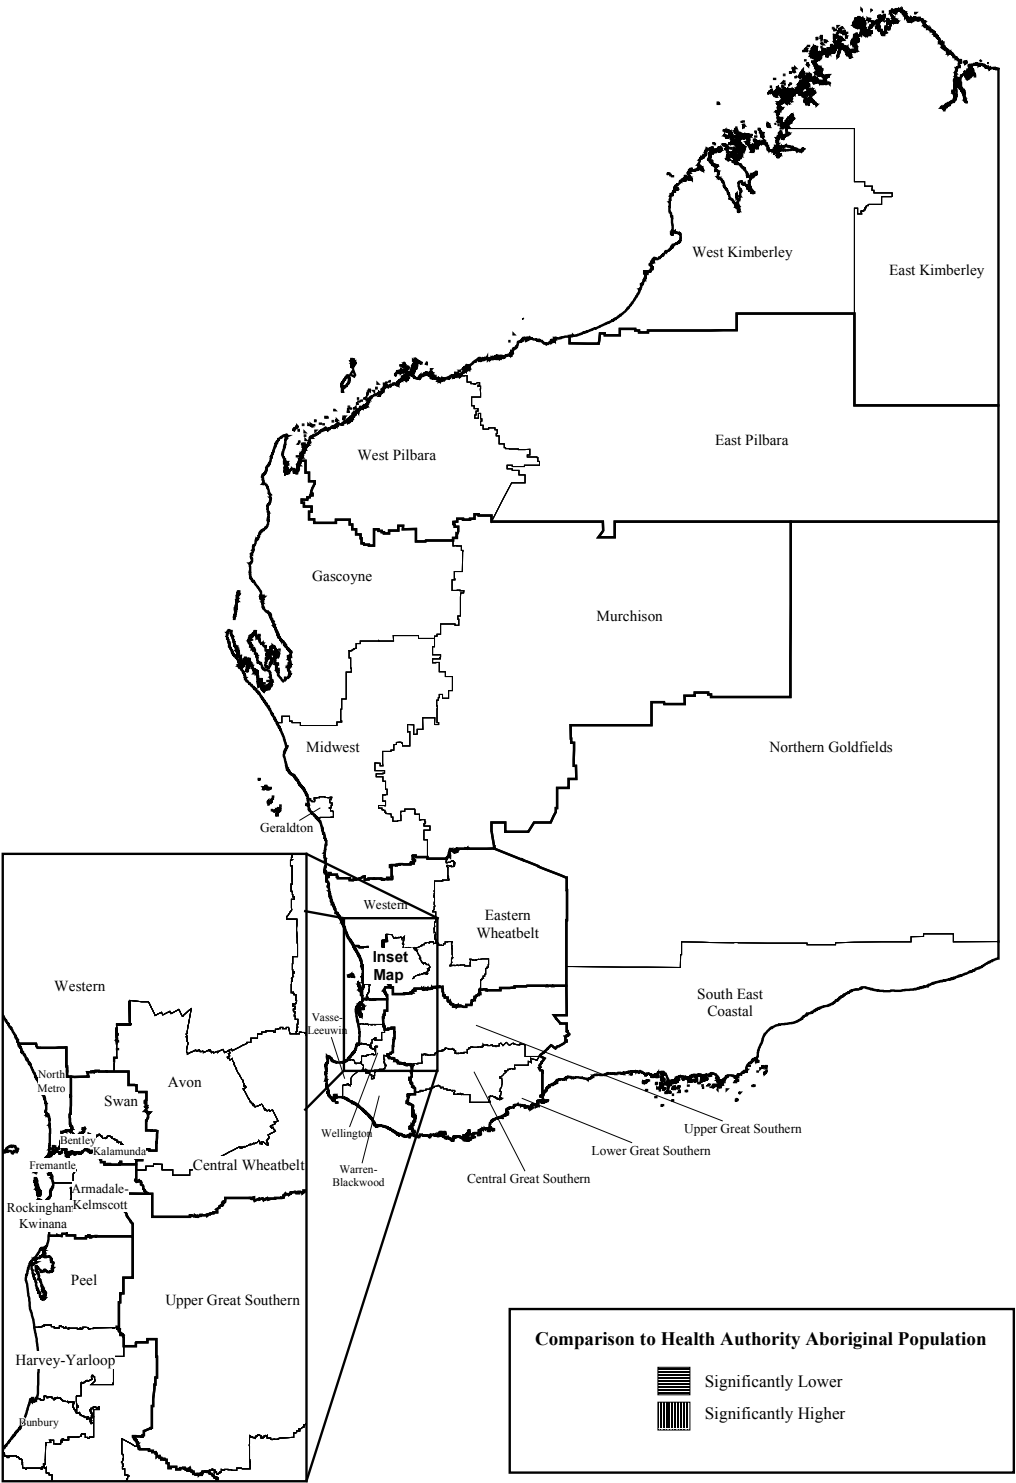 West Kimberley
East Kimberley
East Pilbara
West Pilbara
Gascoyne
Murchison
Midwest
Northern Goldfields
Geraldton
Western
Eastern
Wheatbelt
Inset
Map
South East
Coastal
Vasse-
Leeuwin
Wellington
Warren-
Blackwood
Upper Great Southern
Lower Great Southern
Central Great Southern
Western
North
Metro
Avon
Swan
Bentley
Kalamunda
Fremantle
Central Wheatbelt
Armadale-
Kelmscott
Rockingham
Kwinana
Peel
Upper Great Southern
Harvey-Yarloop
Bunbury
Comparison to Health Authority Aboriginal Population
Significantly Lower
Significantly Higher